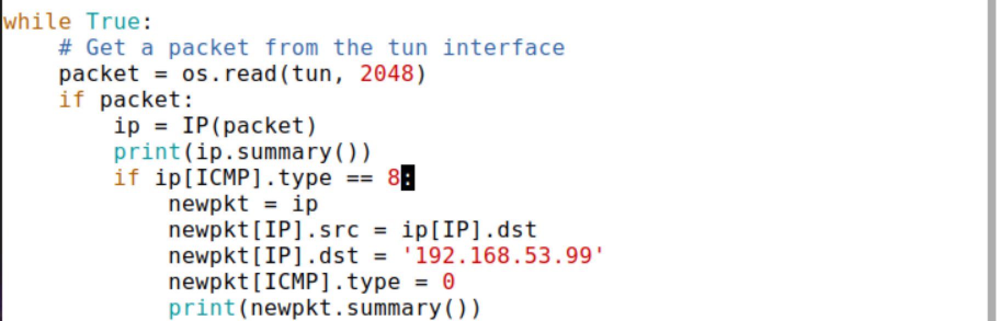 while True:
    # Get a packet from the tun interface
    packet = os.read(tun, 2048)
    if packet:
        ip = IP(packet)
        print(ip.summary())
        if ip[ICMP].type == 8:
            newpkt = ip
            newpkt[IP].src = ip[IP].dst
            newpkt[IP].dst = '192.168.53.99'
            newpkt[ICMP].type = 0
            print(newpkt.summary())